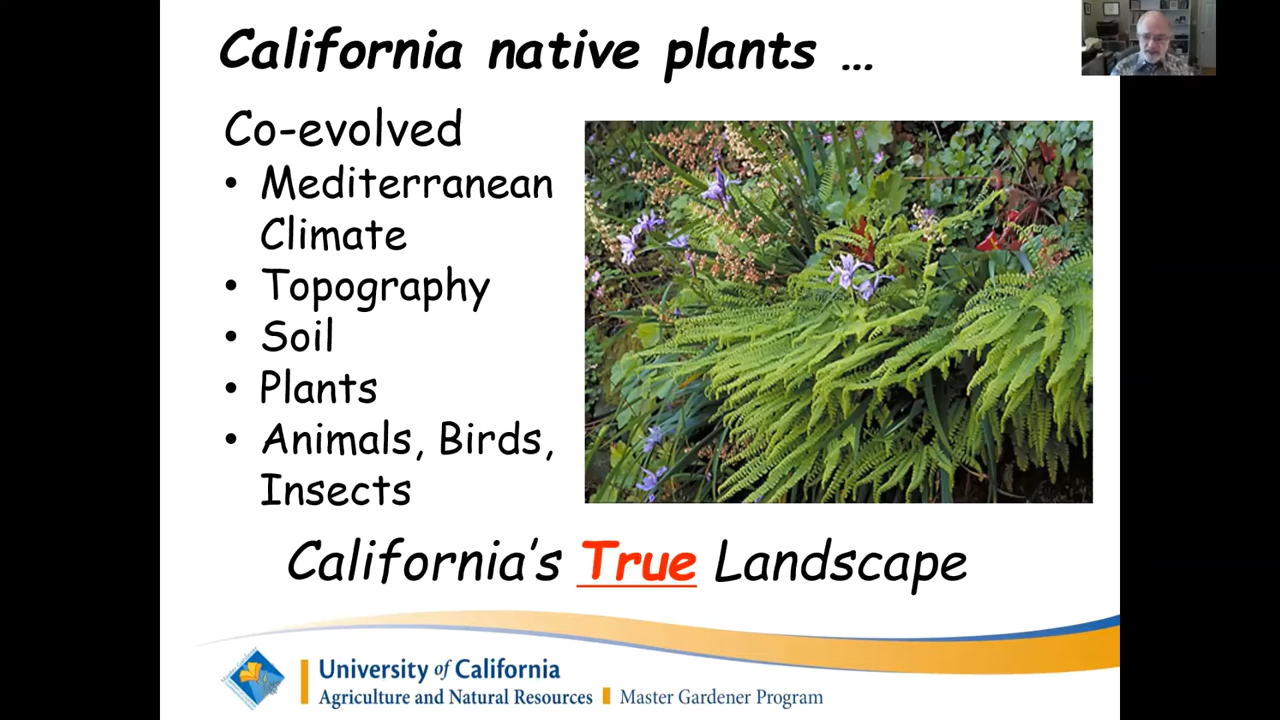 California native plants …
Co-evolved
• Mediterranean
Climate
• Topography
• Soil
• Plants
• Animals, Birds,
Insects
California’s True Landscape
University of California
Agriculture and Natural Resources Master Gardener Program